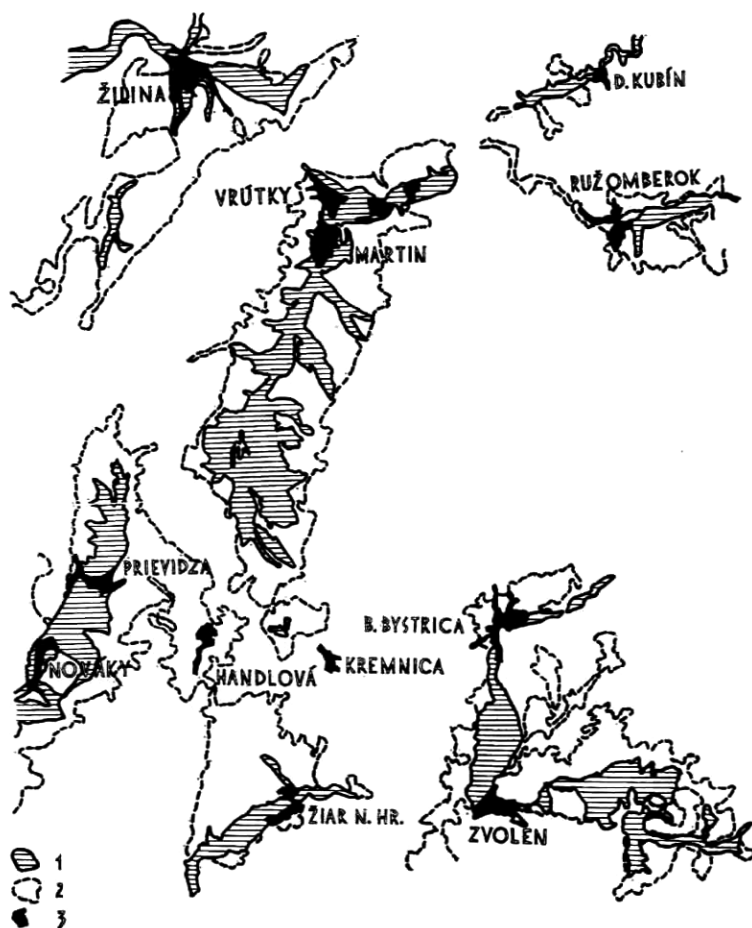 ŽILINA
D. KUBÍN
VRÚTKY
RUŽOMBEROK
MARTIN
PRIEVIDZA
B. BYSTRICA
NOVÁKY
HANDLOVÁ
KREMNICA
ŽIAR N. HR.
ZVOLEN
1
2
3